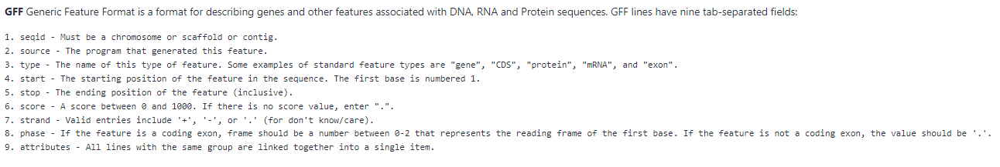 GFF Generic Feature Format is a format for describing genes and other features associated with DNA, RNA and Protein sequences. GFF lines have nine tab-separated fields:
1. seqid - Must be a chromosome or scaffold or contig.
2. source - The program that generated this feature.
3. type - The name of this type of feature. Some examples of standard feature types are "gene", "CDS", "protein", "mRNA", and "exon".
4. start - The starting position of the feature in the sequence. The first base is numbered 1.
5. stop - The ending position of the feature (inclusive).
6. score - A score between 0 and 1000. If there is no score value, enter ".".
7. strand - Valid entries include '+', '-', or '.' (for don't know/care).
8. phase - If the feature is a coding exon, frame should be a number between 0-2 that represents the reading frame of the first base. If the feature is not a coding exon, the value should be '.'.
9. attributes - All lines with the same group are linked together into a single item.